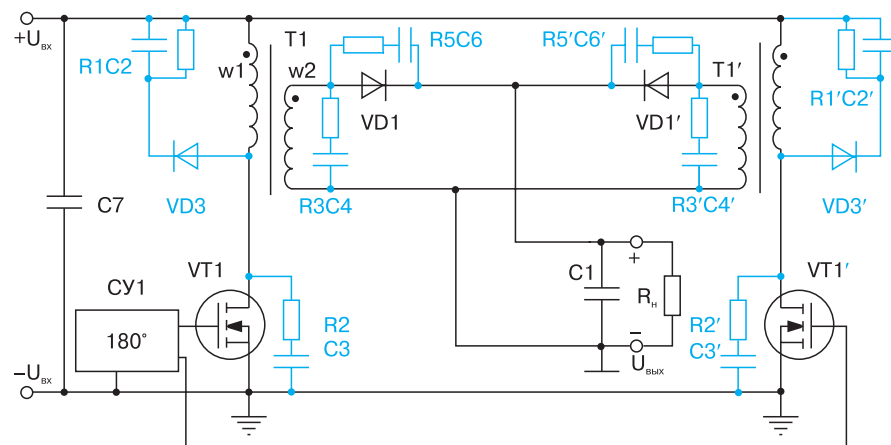 +Uвх
R1C2
w1
T1
w2
R5C6
R5′C6′
T1′
R1′C2′
VD1
VD1′
VD3
R3C4
R3′C4′
VD3′
C7
VT1
C1
+
Rн
VT1′
СУ1
180°
R2
C3
−
Uвых
R2′
C3′
−Uвх